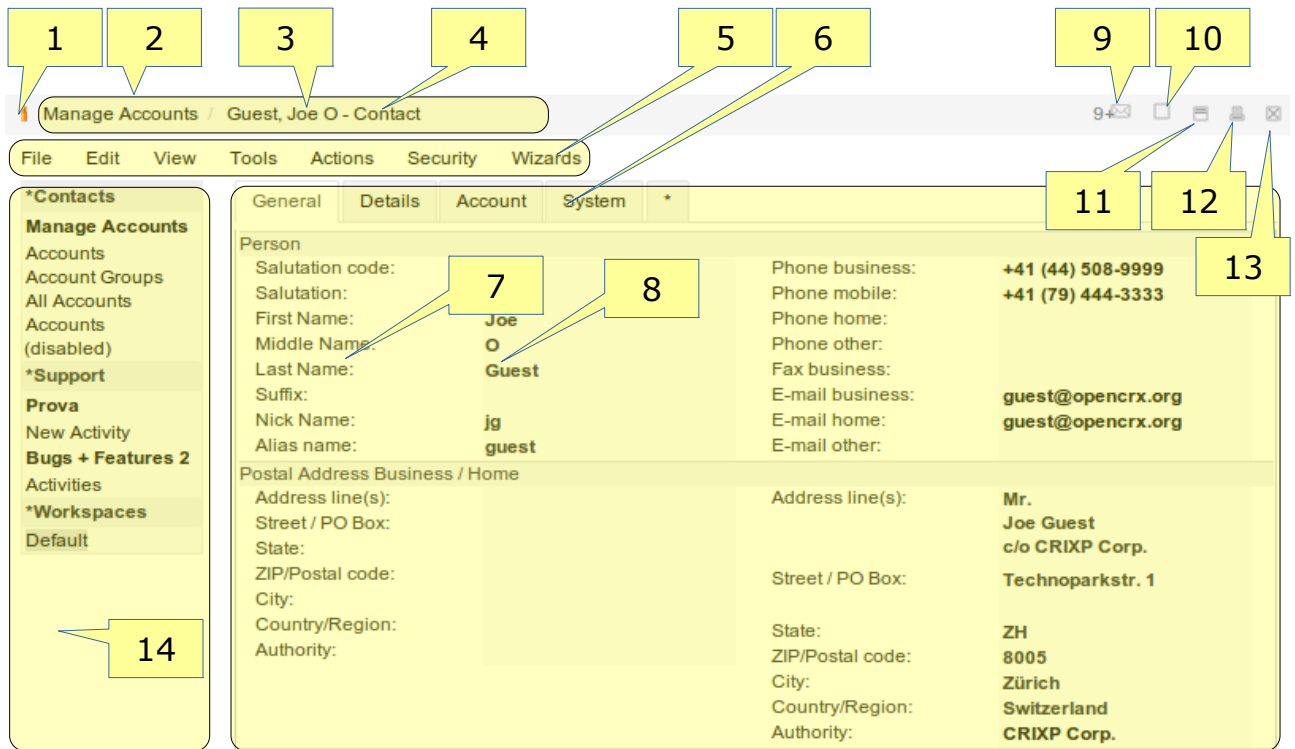 1 2 3 4 5 6 9 10
Manage Accounts / Guest, Joe O - Contact 9+
File Edit View Tools Actions Security Wizards
*Contacts
Manage Accounts
Accounts
Account Groups
All Accounts
Accounts
(disabled)
*Support
Prova
New Activity
Bugs + Features 2
Activities
*Workspaces
Default
14
General Details Account System *
11 12 13
Person
Salutation code:
Salutation:
First Name: Joe
Middle Name: O
Last Name: Guest
Suffix:
Nick Name: jg
Alias name: guest
7 8
Phone business: +41 (44) 508-9999
Phone mobile: +41 (79) 444-3333
Phone home:
Phone other:
Fax business:
E-mail business: guest@opencrx.org
E-mail home: guest@opencrx.org
E-mail other:
Postal Address Business / Home
Address line(s):
Street / PO Box:
State:
ZIP/Postal code:
City:
Country/Region:
Authority:
Address line(s): Mr.
Joe Guest
c/o CRIXP Corp.
Street / PO Box: Technoparkstr. 1
State: ZH
ZIP/Postal code: 8005
City: Zürich
Country/Region: Switzerland
Authority: CRIXP Corp.